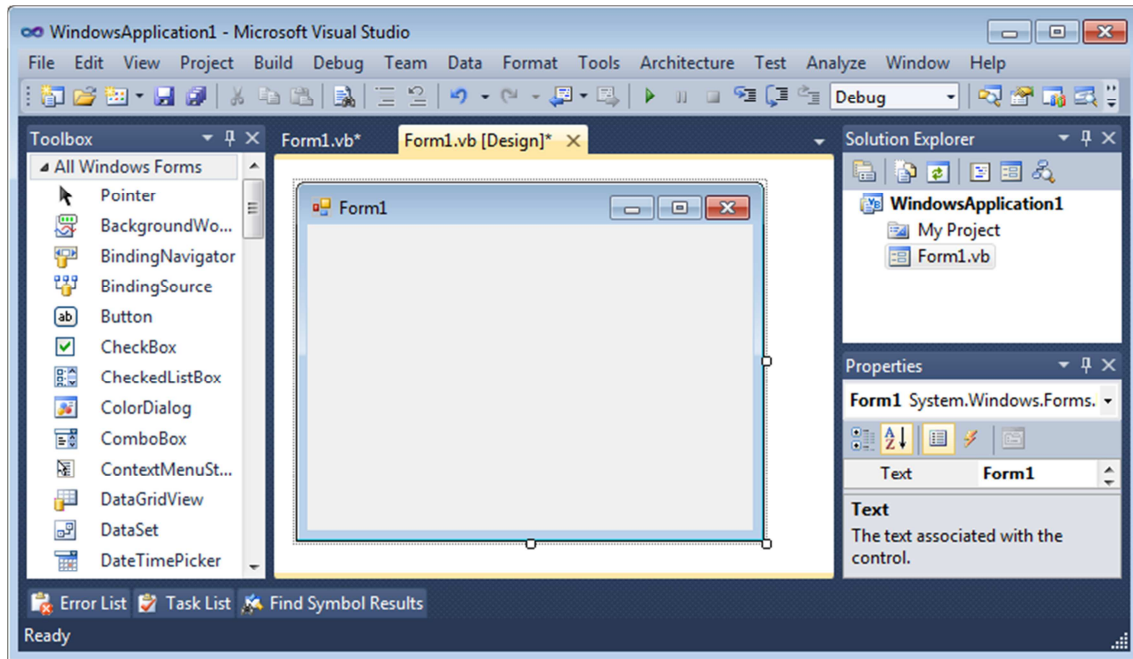 WindowsApplication1 - Microsoft Visual Studio
File Edit View Project Build Debug Team Data Format Tools Architecture Test Analyze Window Help
Debug
Toolbox
All Windows Forms
Pointer
BackgroundWo...
BindingNavigator
BindingSource
ab Button
CheckBox
CheckedListBox
ColorDialog
ComboBox
ContextMenuSt...
DataGridView
DataSet
DateTimePicker
Form1.vb* Form1.vb [Design]*
Form1
Solution Explorer
VB WindowsApplication1
My Project
Form1.vb
Properties
Form1 System.Windows.Forms.
A Z
Text Form1
Text
The text associated with the
control.
Error List Task List Find Symbol Results
Ready